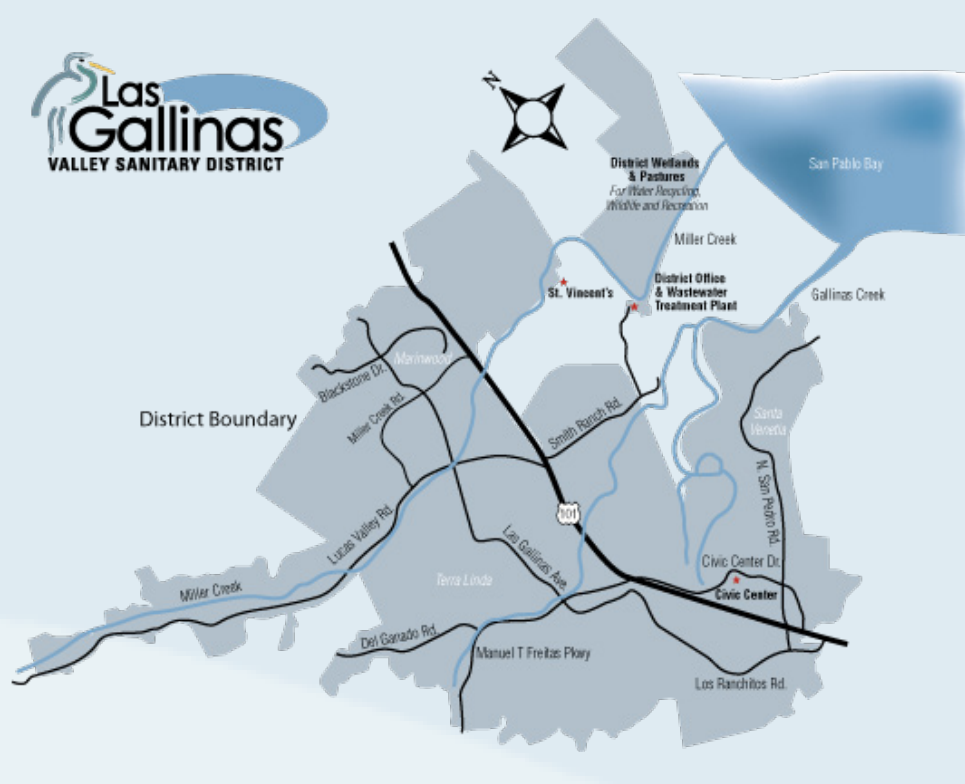 Las
Gallinas
VALLEY SANITARY DISTRICT
N
District Wetlands
& Pastures
For Water Recycling,
Wildlife and Recreation
San Pablo Bay
Miller Creek
St. Vincent's
District Office
& Wastewater
Treatment Plant
Gallinas Creek
Marinwood
Blackstone Dr.
Miller Creek Rd.
District Boundary
Smith Ranch Rd.
Santa
Venetia
N. San Pedro Rd.
101
Lucas Valley Rd.
Las Gallinas Ave.
Terra Linda
Civic Center Dr.
Civic Center
Miller Creek
Del Ganado Rd.
Manuel T Freitas Pkwy
Los Ranchitos Rd.